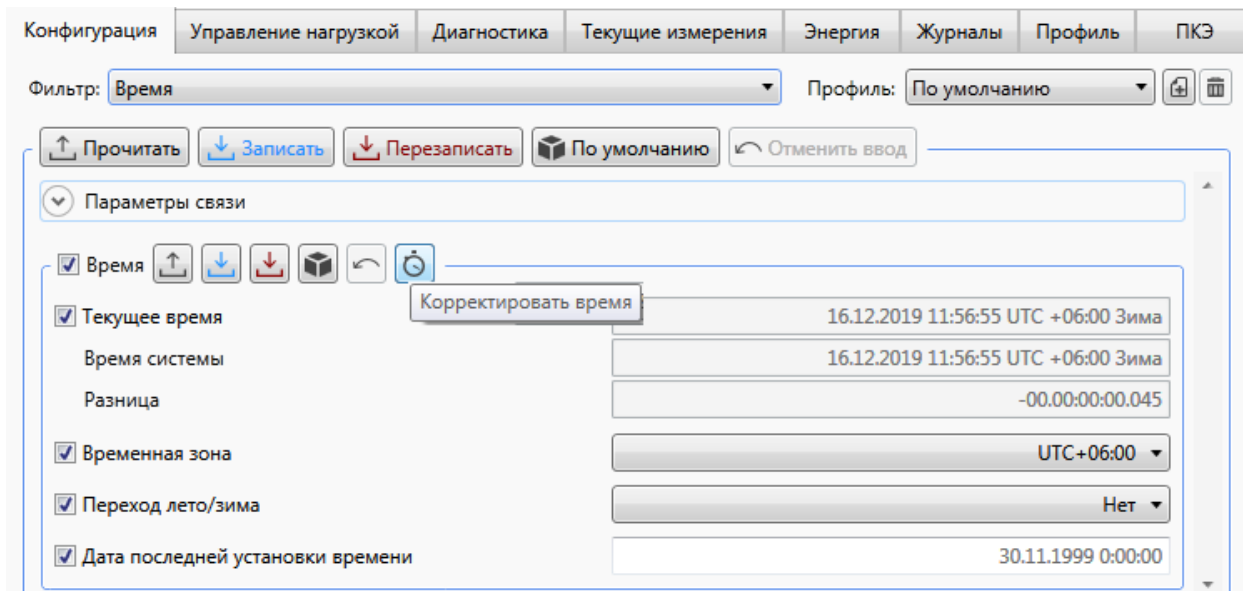 Конфигурация Управление нагрузкой Диагностика Текущие измерения Энергия Журналы Профиль ПКЭ
Фильтр: Время Профиль: По умолчанию
Прочитать Записать Перезаписать По умолчанию Отменить ввод
Параметры связи
Время
Корректировать время
Текущее время 16.12.2019 11:56:55 UTC +06:00 Зима
Время системы 16.12.2019 11:56:55 UTC +06:00 Зима
Разница -00.00:00:00.045
Временная зона UTC+06:00
Переход лето/зима Нет
Дата последней установки времени 30.11.1999 0:00:00